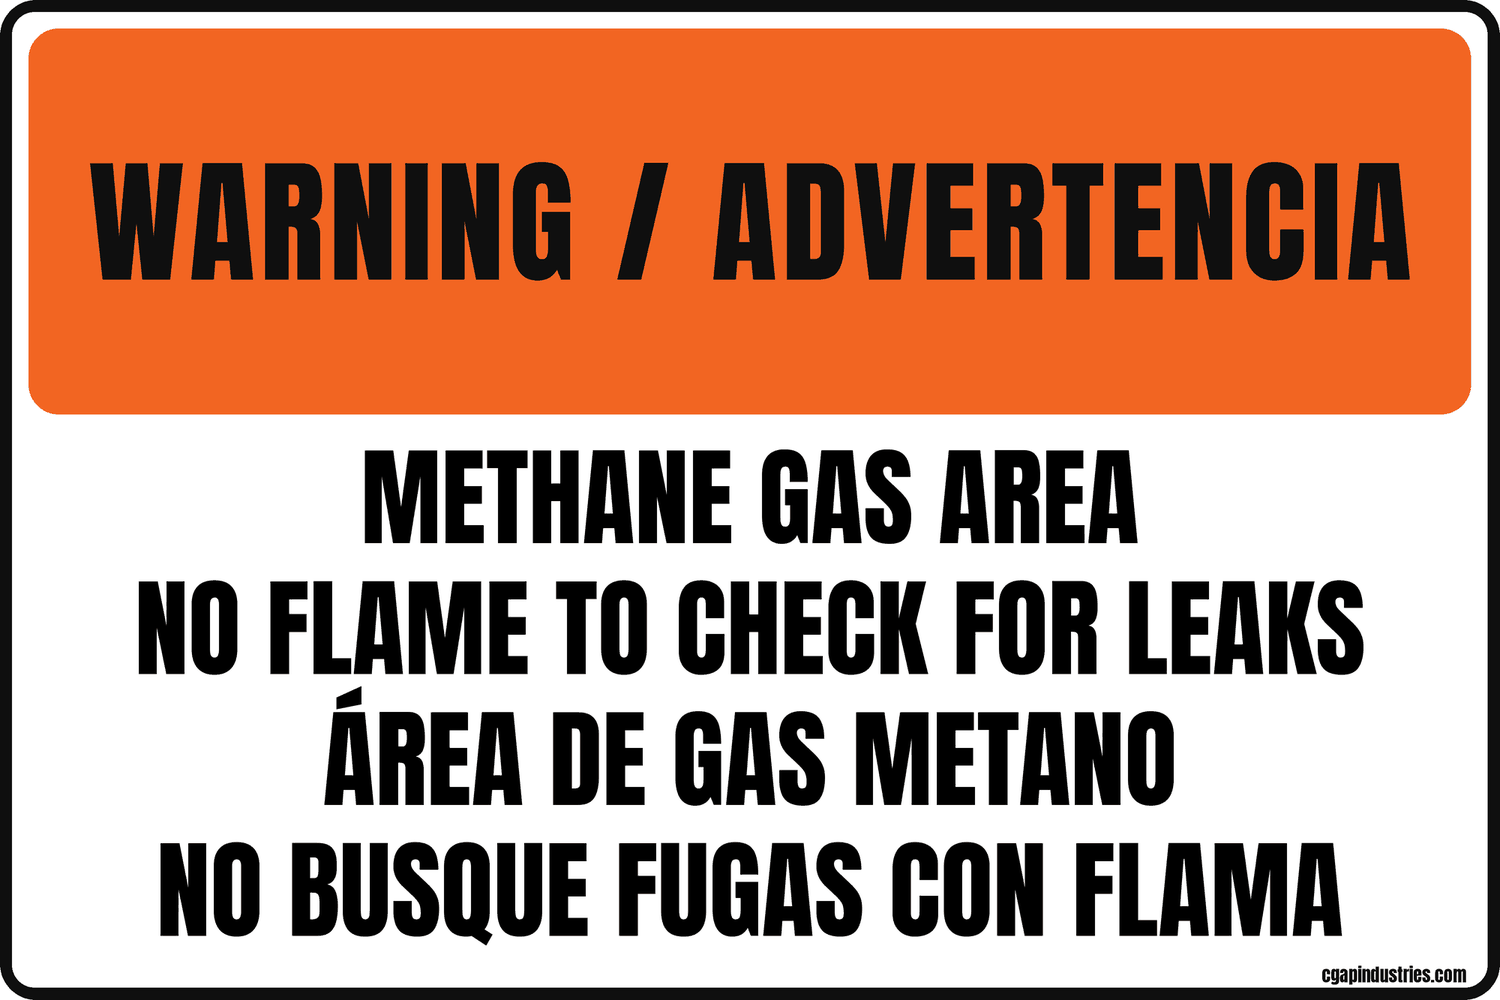 WARNING / ADVERTENCIA
METHANE GAS AREA
NO FLAME TO CHECK FOR LEAKS
ÁREA DE GAS METANO
NO BUSQUE FUGAS CON FLAMA
cgapindustries.com